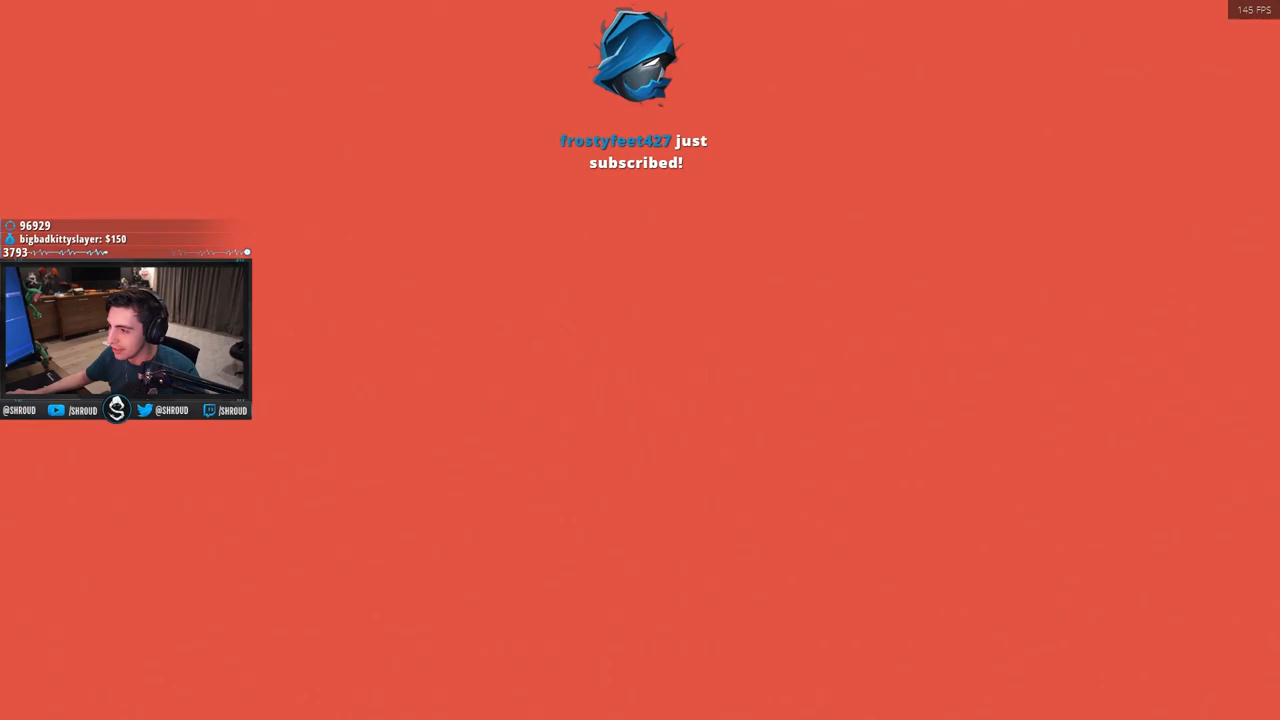 145 FPS
frostyfeet427 just
subscribed!
96929
bigbadkittyslayer: $150
3793
@SHROUD /SHROUD S @SHROUD /SHROUD